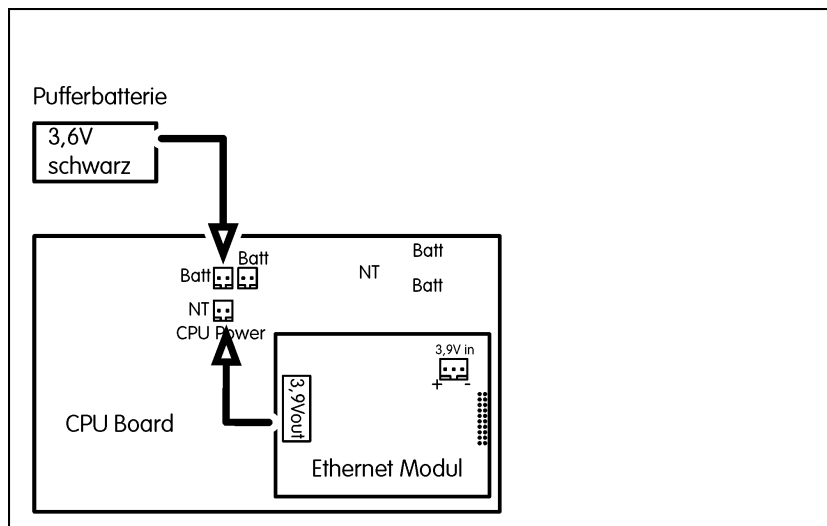 Pufferbatterie
3,6V
schwarz
Batt
Batt
NT
CPU Power
NT
Batt
Batt
3,9V in
+ -
3,9Vout
CPU Board
Ethernet Modul